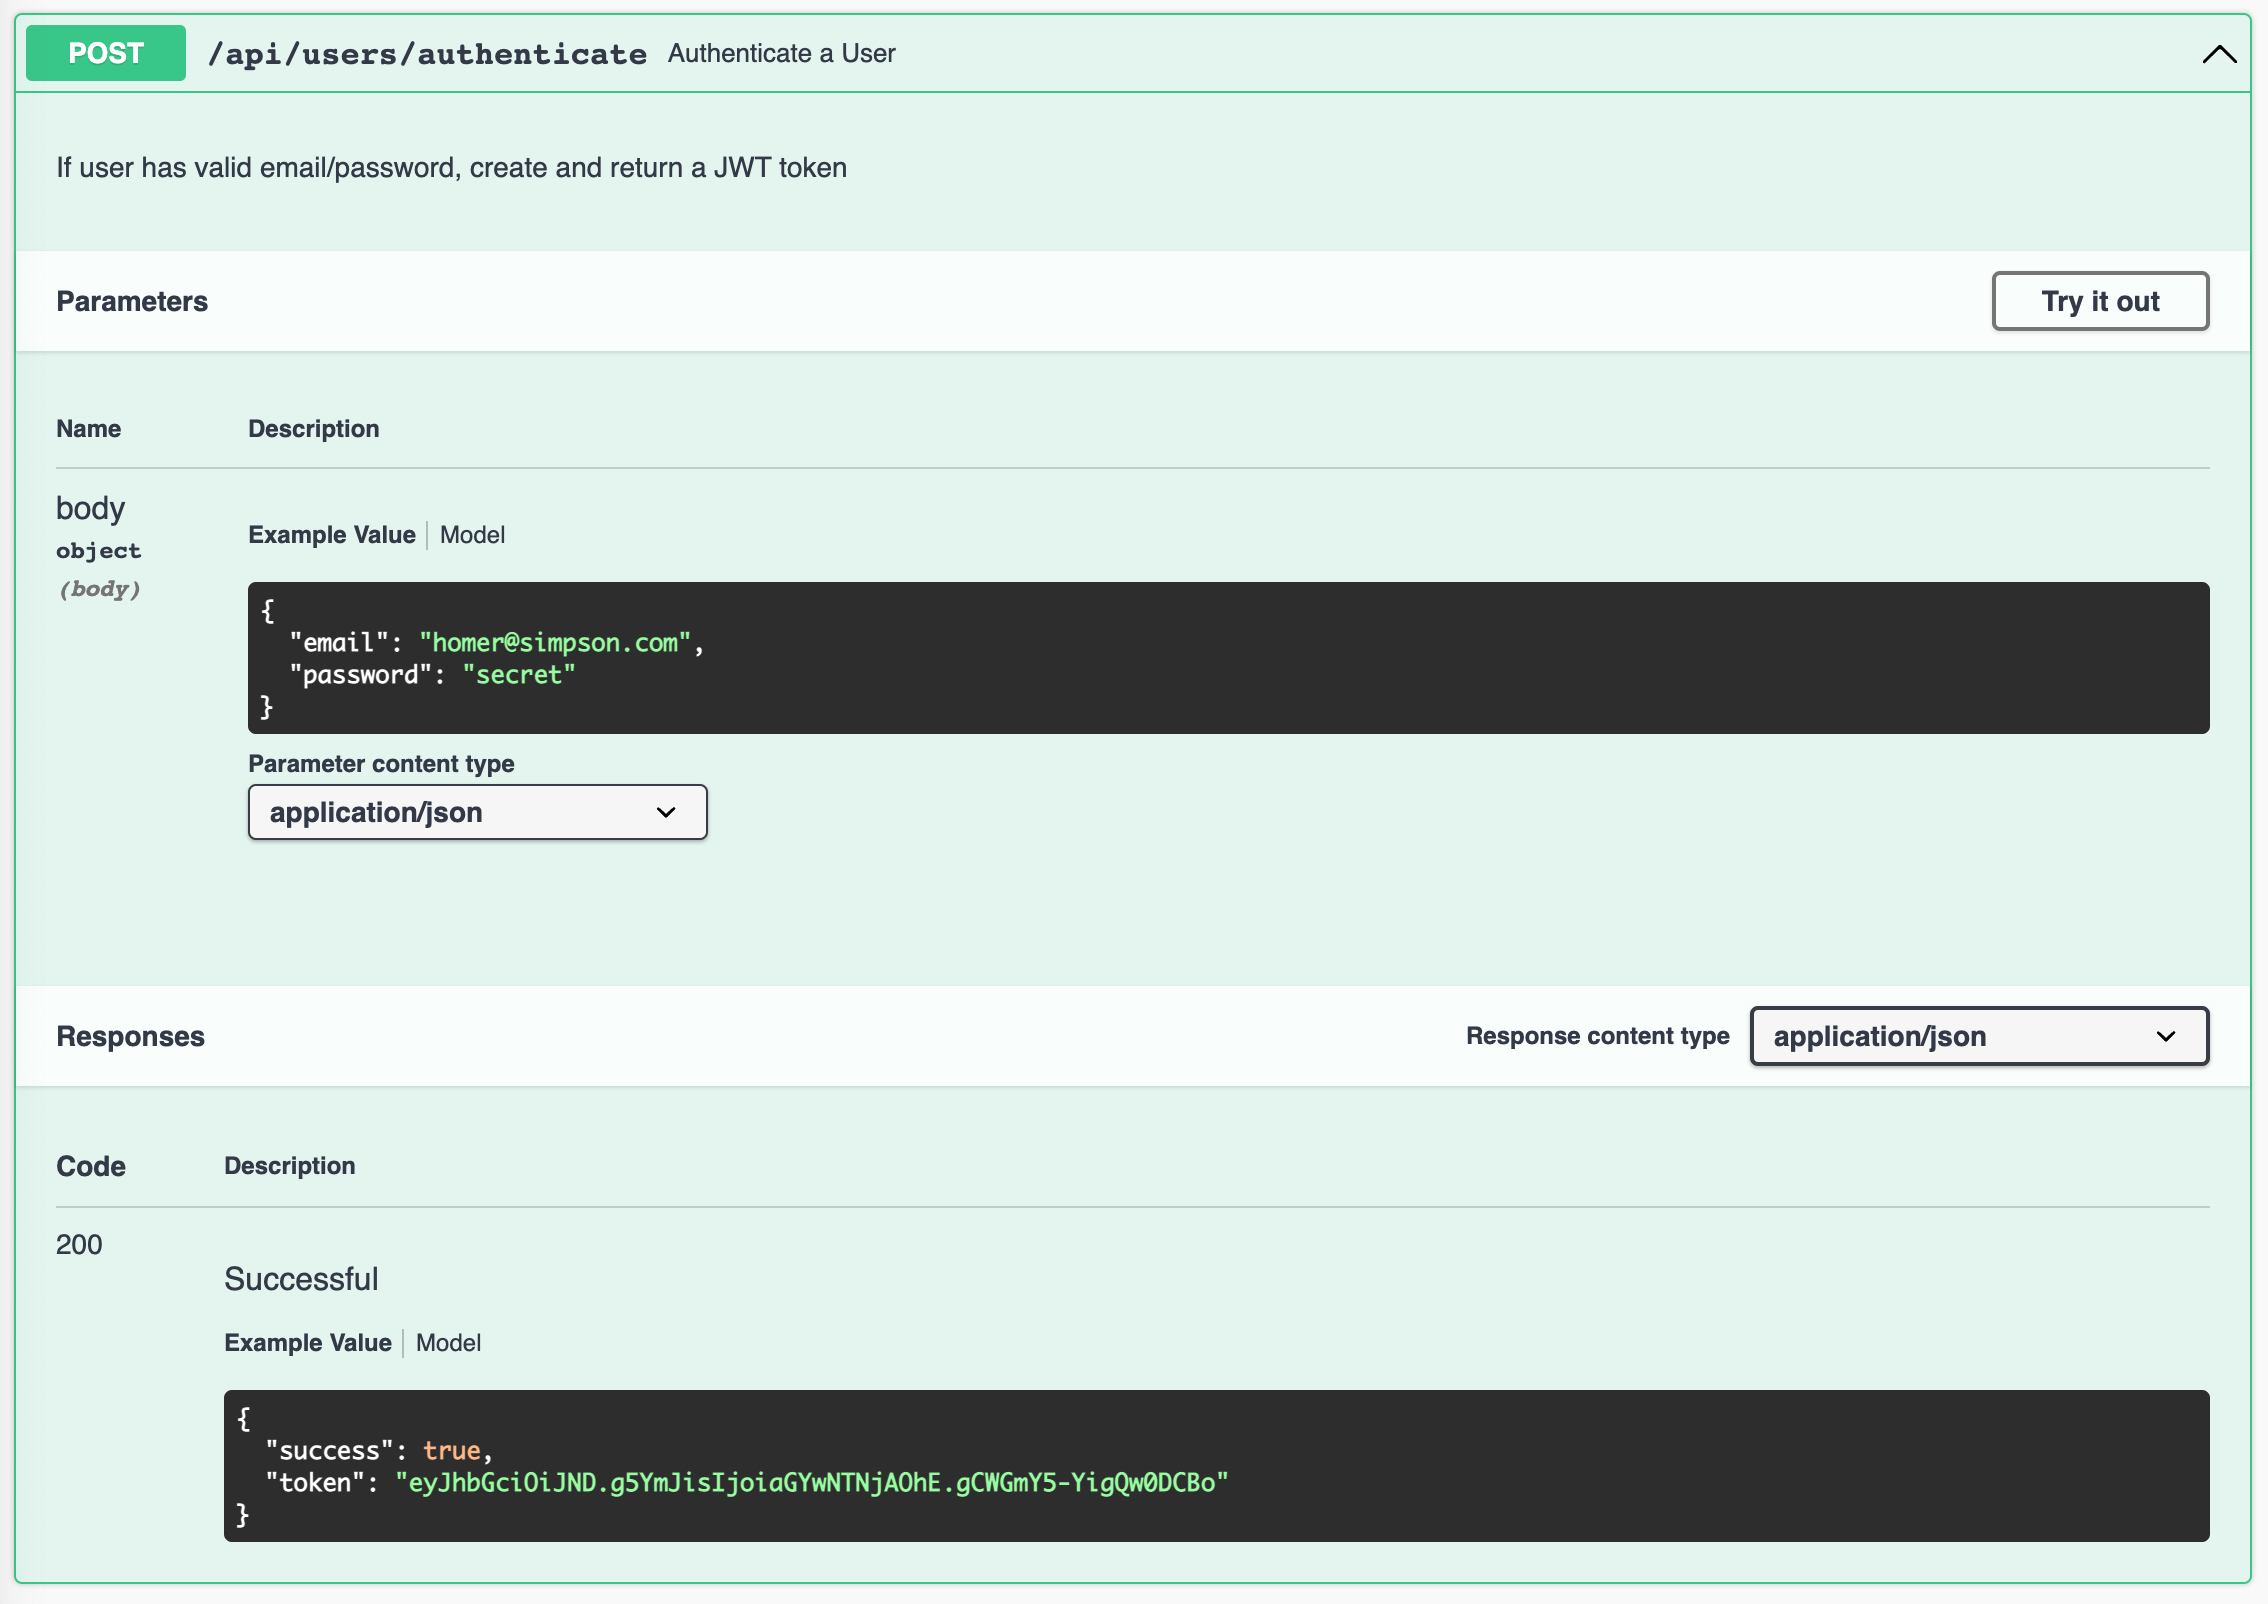 POST /api/users/authenticate Authenticate a User
If user has valid email/password, create and return a JWT token
Parameters Try it out
Name Description
body
object
(body)
Example Value Model
{
"email": "homer@simpson.com",
"password": "secret"
}
Parameter content type
application/json
Responses Response content type application/json
Code Description
200
Successful
Example Value Model
{
"success": true,
"token": "eyJhbGciOiJND.g5YmJisIjoiaGYwNTNjAOhE.gCWGmY5-YigQw0DCBo"
}